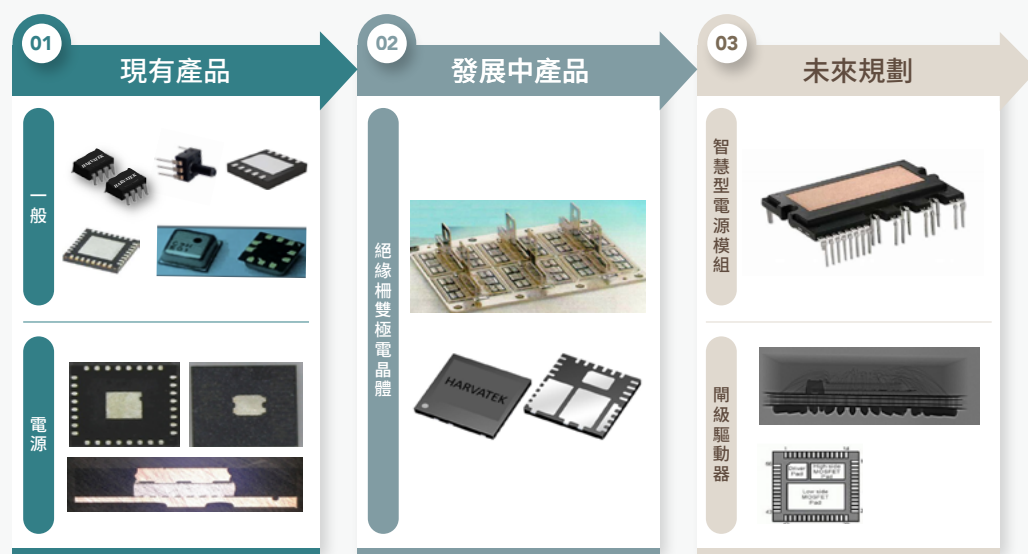 01
現有產品
一般
HARVATEK
HARVATEK
電源
02
發展中產品
絕緣柵雙極電晶體
HARVATEK
03
未來規劃
智慧型電源模組
閘級驅動器
Driver
Pad
High side
MOSFET
Pad
Low side
MOSFET
Pad